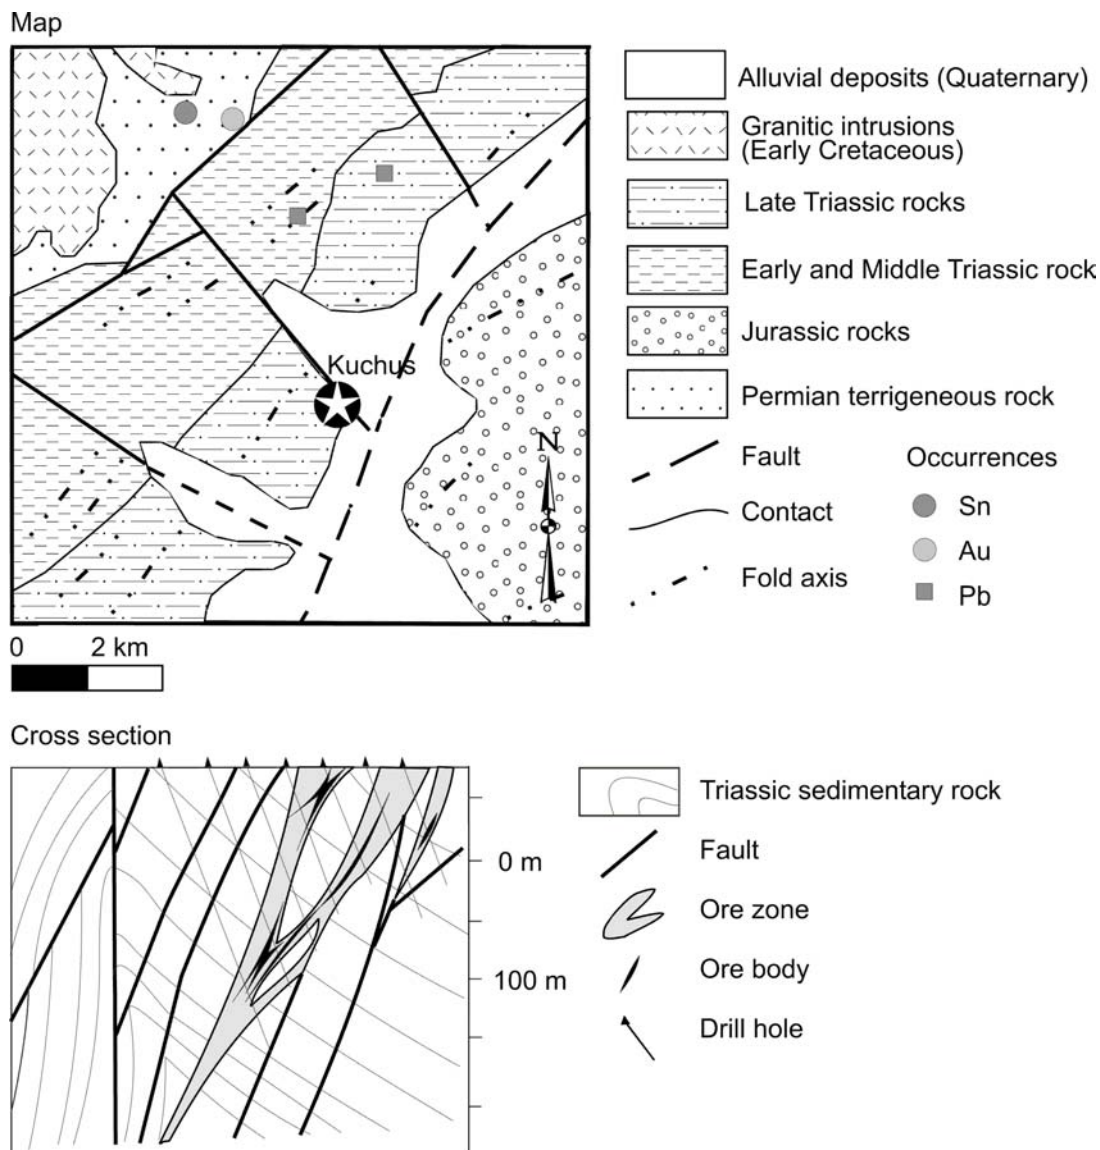 Map
Alluvial deposits (Quaternary)
Granitic intrusions
(Early Cretaceous)
Late Triassic rocks
Early and Middle Triassic rock
Jurassic rocks
Permian terrigeneous rock
Fault
Contact
Fold axis
Occurrences
Sn
Au
Pb
Kuchus
N
0 2 km
Cross section
0 m
100 m
Triassic sedimentary rock
Fault
Ore zone
Ore body
Drill hole